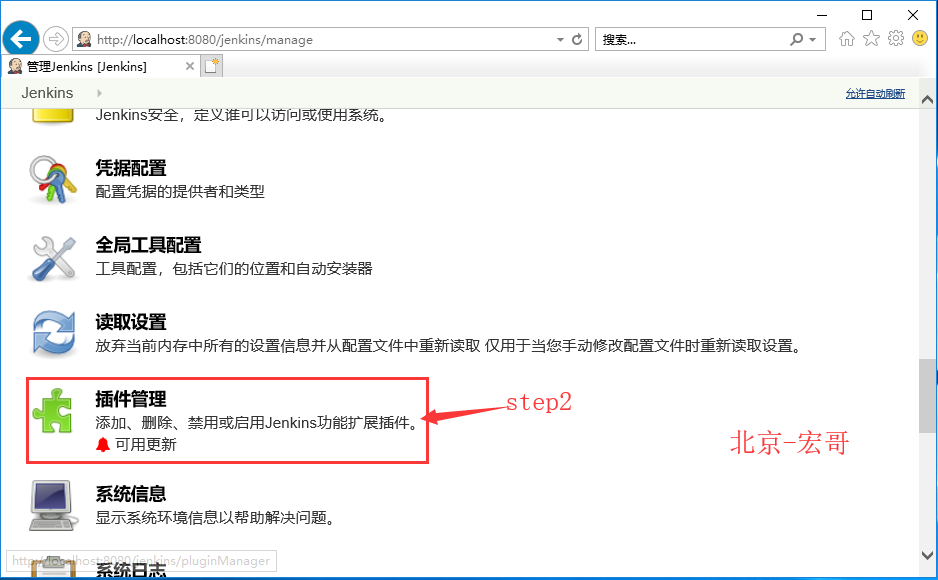 http://localhost:8080/jenkins/manage
搜索...
管理Jenkins [Jenkins]
Jenkins
允许自动刷新
Jenkins安全，定义谁可以访问或使用系统。
凭据配置
配置凭据的提供者和类型
全局工具配置
工具配置，包括它们的位置和自动安装器
读取设置
放弃当前内存中所有的设置信息并从配置文件中重新读取 仅用于当您手动修改配置文件时重新读取设置。
插件管理
添加、删除、禁用或启用Jenkins功能扩展插件。
可用更新
step2
北京-宏哥
系统信息
显示系统环境信息以帮助解决问题。
http://localhost:8080/jenkins/pluginManager
系统日志